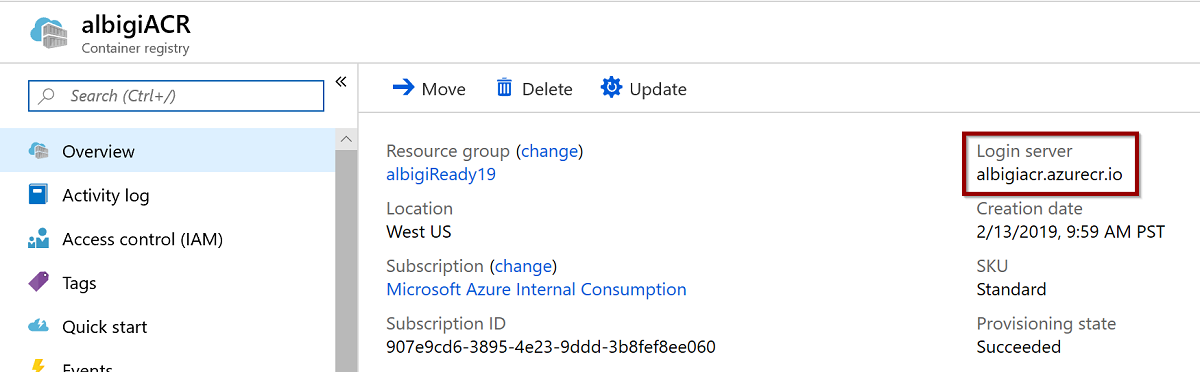 albigiACR
Container registry
Search (Ctrl+/)
«
Overview
Activity log
Access control (IAM)
Tags
Quick start
Events
Move Delete Update
Resource group (change)
albigiReady19
Location
West US
Subscription (change)
Microsoft Azure Internal Consumption
Subscription ID
907e9cd6-3895-4e23-9ddd-3b8fef8ee060
Login server
albigiacr.azurecr.io
Creation date
2/13/2019, 9:59 AM PST
SKU
Standard
Provisioning state
Succeeded